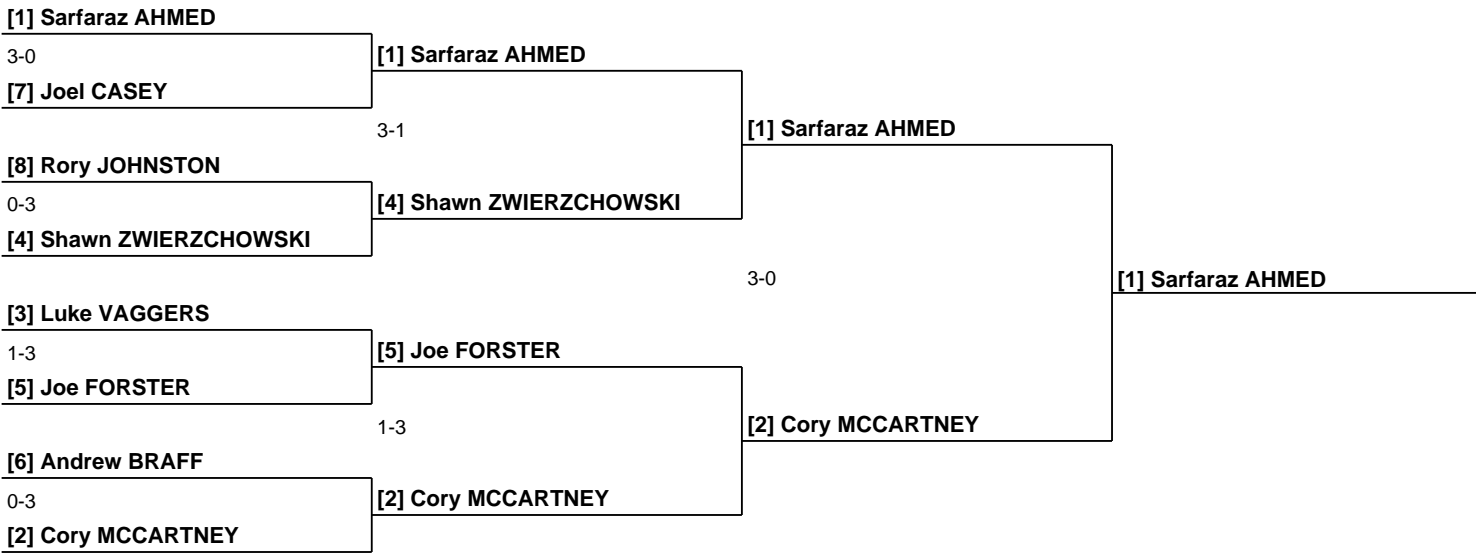 [1] Sarfaraz AHMED
3-0
[7] Joel CASEY
[8] Rory JOHNSTON
0-3
[4] Shawn ZWIERZCHOWSKI
[3] Luke VAGGERS
1-3
[5] Joe FORSTER
[6] Andrew BRAFF
0-3
[2] Cory MCCARTNEY
[1] Sarfaraz AHMED
3-1
[4] Shawn ZWIERZCHOWSKI
[5] Joe FORSTER
1-3
[2] Cory MCCARTNEY
[1] Sarfaraz AHMED
3-0
[2] Cory MCCARTNEY
[1] Sarfaraz AHMED